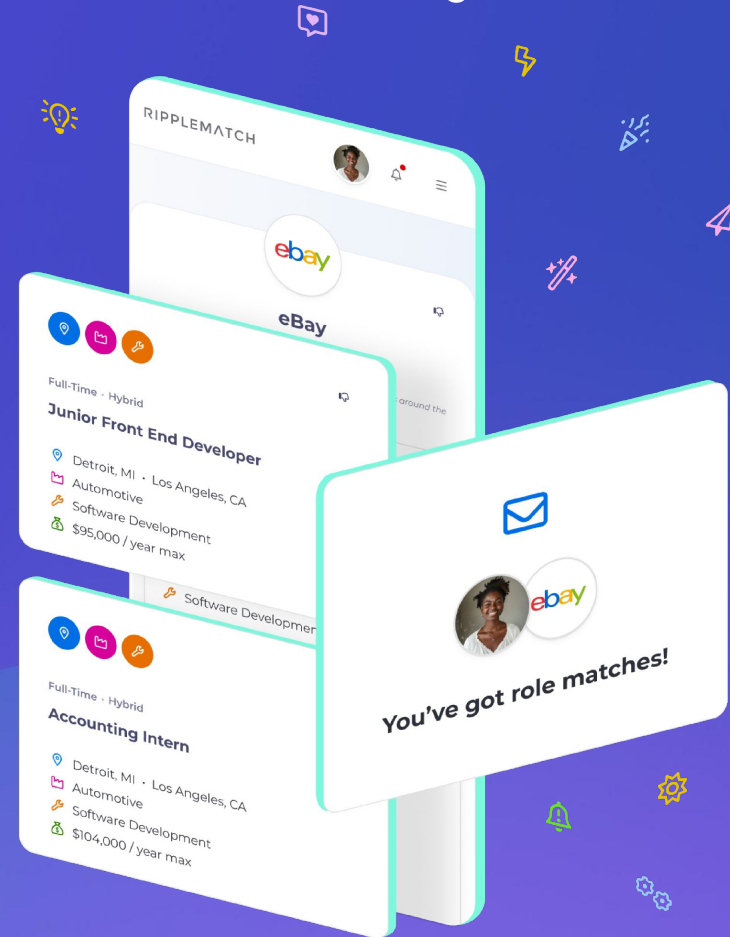 RIPPLEMATCH
ebay
eBay
around the
Full-Time · Hybrid
Junior Front End Developer
Detroit, MI · Los Angeles, CA
Automotive
Software Development
$95,000 / year max
Software Developmer
ebay
You've got role matches!
Full-Time · Hybrid
Accounting Intern
Detroit, MI · Los Angeles, CA
Automotive
Software Development
$104,000 / year max